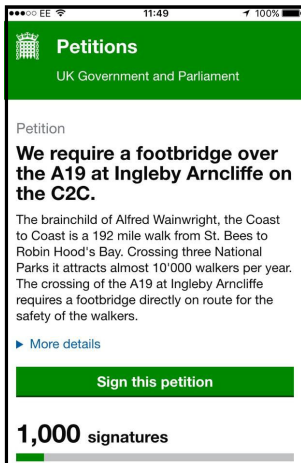 EE 11:49 100%
Petitions
UK Government and Parliament
Petition
We require a footbridge over
the A19 at Ingleby Arncliffe on
the C2C.
The brainchild of Alfred Wainwright, the Coast
to Coast is a 192 mile walk from St. Bees to
Robin Hood's Bay. Crossing three National
Parks it attracts almost 10'000 walkers per year.
The crossing of the A19 at Ingleby Arncliffe
requires a footbridge directly on route for the
safety of the walkers.
More details
Sign this petition
1,000 signatures